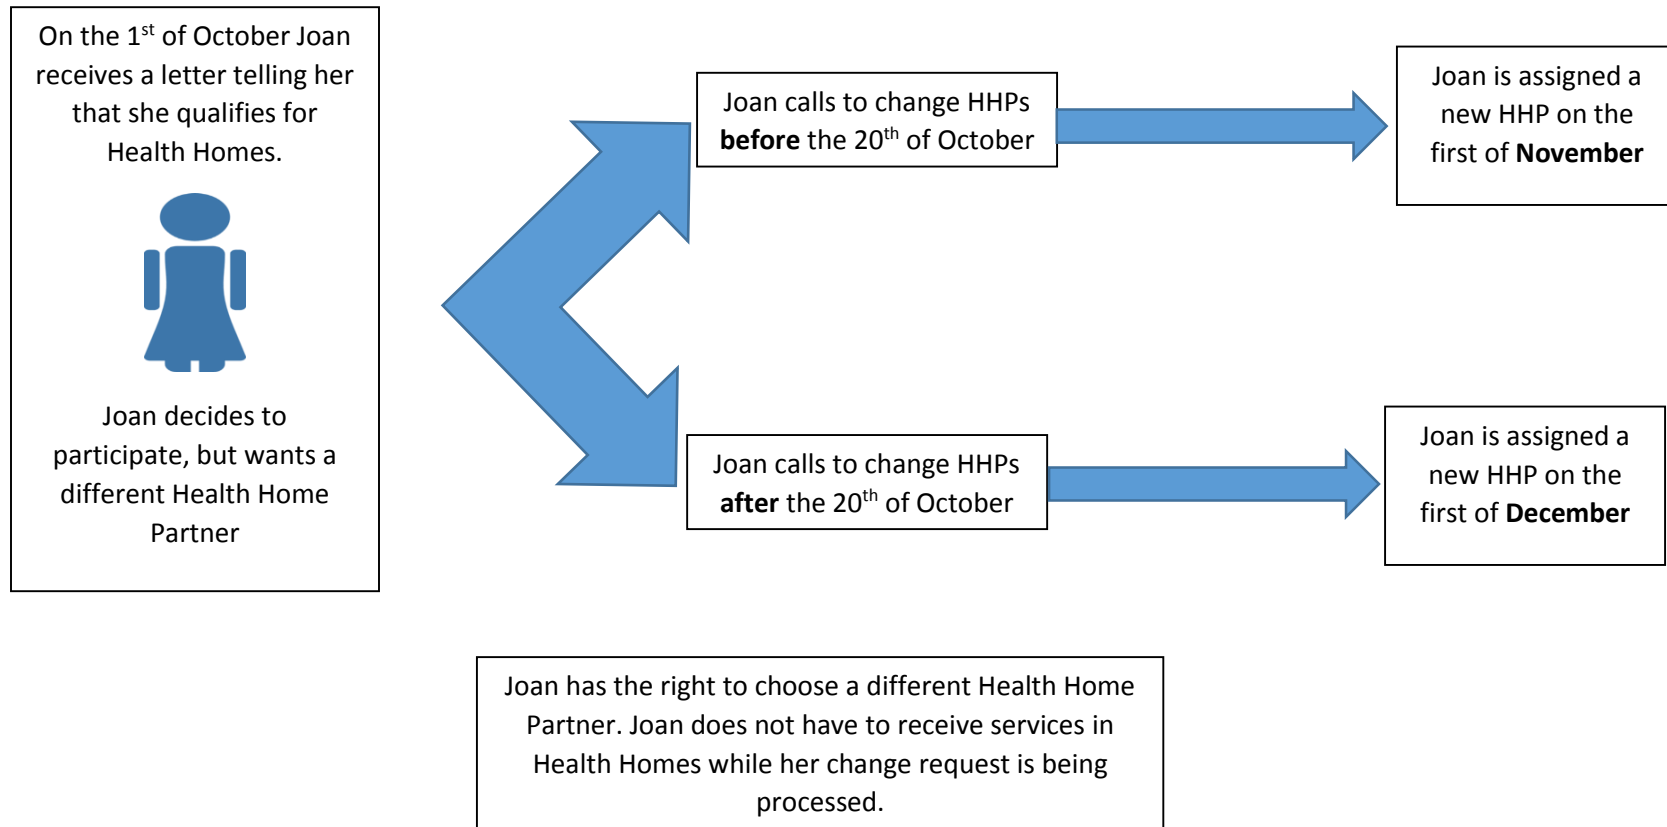 On the 1st of October Joan
receives a letter telling her
that she qualifies for
Health Homes.
Joan decides to
participate, but wants a
different Health Home
Partner
Joan calls to change HHPs
before the 20th of October
Joan is assigned a
new HHP on the
first of November
Joan calls to change HHPs
after the 20th of October
Joan is assigned a
new HHP on the
first of December
Joan has the right to choose a different Health Home
Partner. Joan does not have to receive services in
Health Homes while her change request is being
processed.